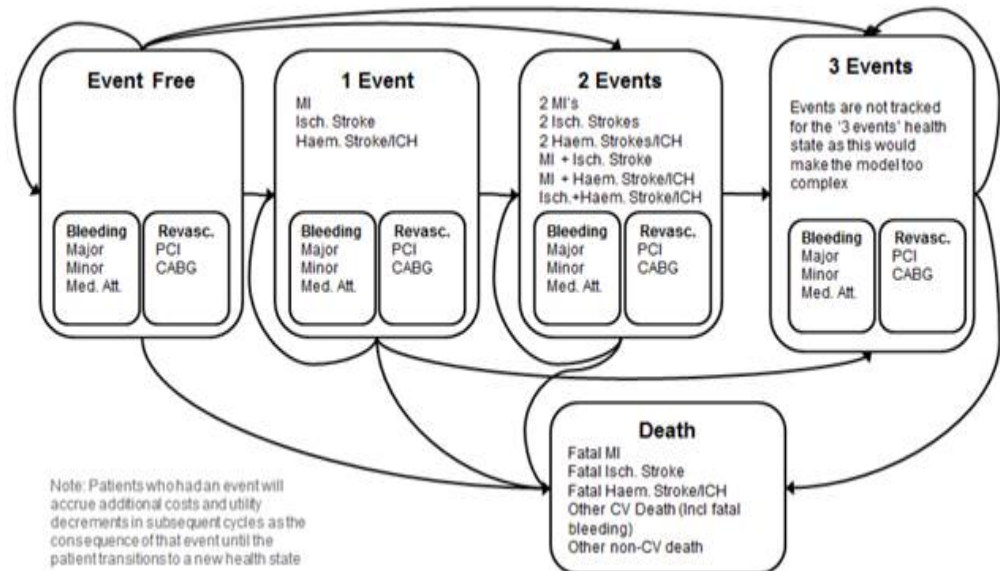 Event Free
1 Event
MI
Isch. Stroke
Haem. Stroke/ICH
2 Events
2 MI's
2 Isch. Strokes
2 Haem. Strokes/ICH
MI + Isch. Stroke
MI + Haem. Stroke/ICH
Isch.+Haem. Stroke/ICH
3 Events
Events are not tracked
for the '3 events' health
state as this would
make the model too
complex
Bleeding
Major
Minor
Med. Att.
Revasc.
PCI
CABG
Bleeding
Major
Minor
Med. Att.
Revasc.
PCI
CABG
Bleeding
Major
Minor
Med. Att.
Revasc.
PCI
CABG
Bleeding
Major
Minor
Med. Att.
Revasc.
PCI
CABG
Death
Fatal MI
Fatal Isch. Stroke
Fatal Haem. Stroke/ICH
Other CV Death (Incl fatal
bleeding)
Other non-CV death
Note: Patients who had an event will
accrue additional costs and utility
decrements in subsequent cycles as the
consequence of that event until the
patient transitions to a new health state